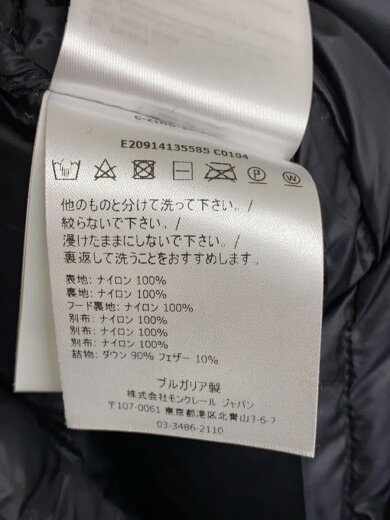 E20914135585 C0104
P
W
他のものと分けて洗って下さい。/
絞らないで下さい。/
浸けたままにしないで下さい。/
裏返して洗うことをおすすめします。
表地: ナイロン 100%
裏地: ナイロン 100%
フード裏地: ナイロン 100%
別布: ナイロン 100%
別布: ナイロン 100%
詰物: ダウン 90% フェザー 10%
ブルガリア製
株式会社モンクレール ジャパン
〒107-0061 東京都港区北青山3-6-7
03-3486-2110